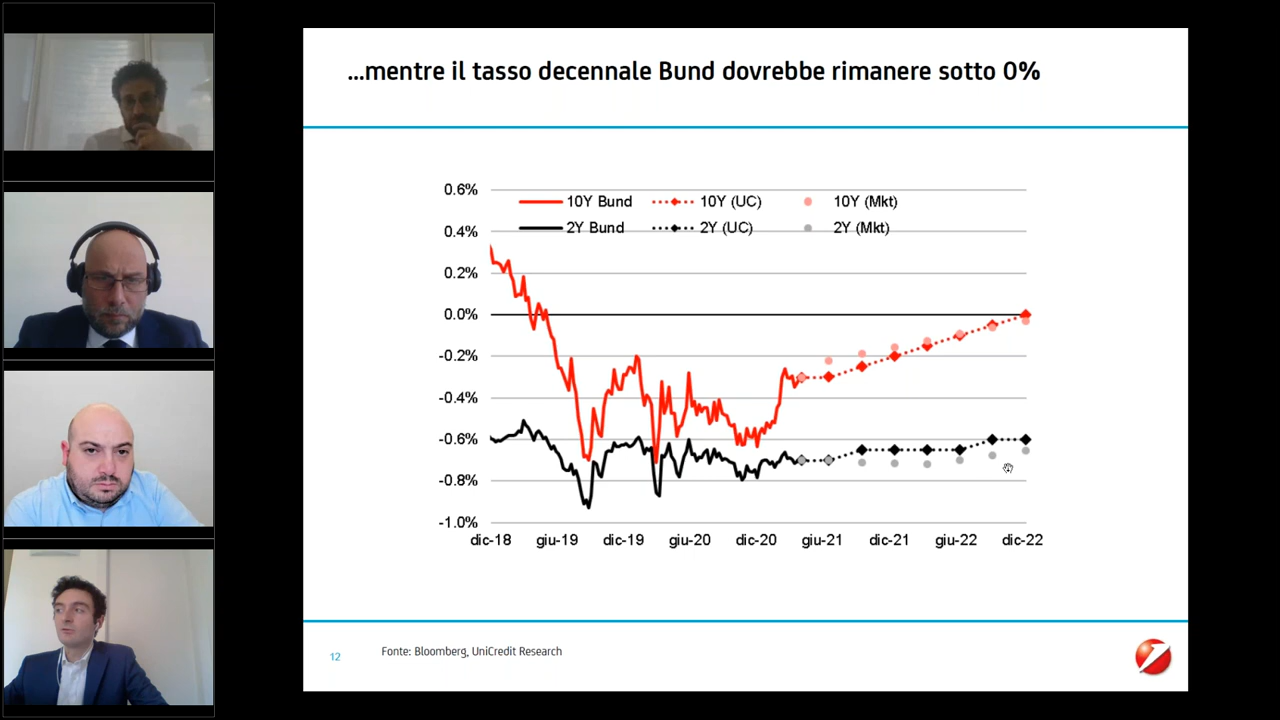 ...mentre il tasso decennale Bund dovrebbe rimanere sotto 0%
10Y Bund 10Y (UC) 10Y (Mkt)
2Y Bund 2Y (UC) 2Y (Mkt)
0.6%
0.4%
0.2%
0.0%
-0.2%
-0.4%
-0.6%
-0.8%
-1.0%
dic-18 giu-19 dic-19 giu-20 dic-20 giu-21 dic-21 giu-22 dic-22
12 Fonte: Bloomberg, UniCredit Research